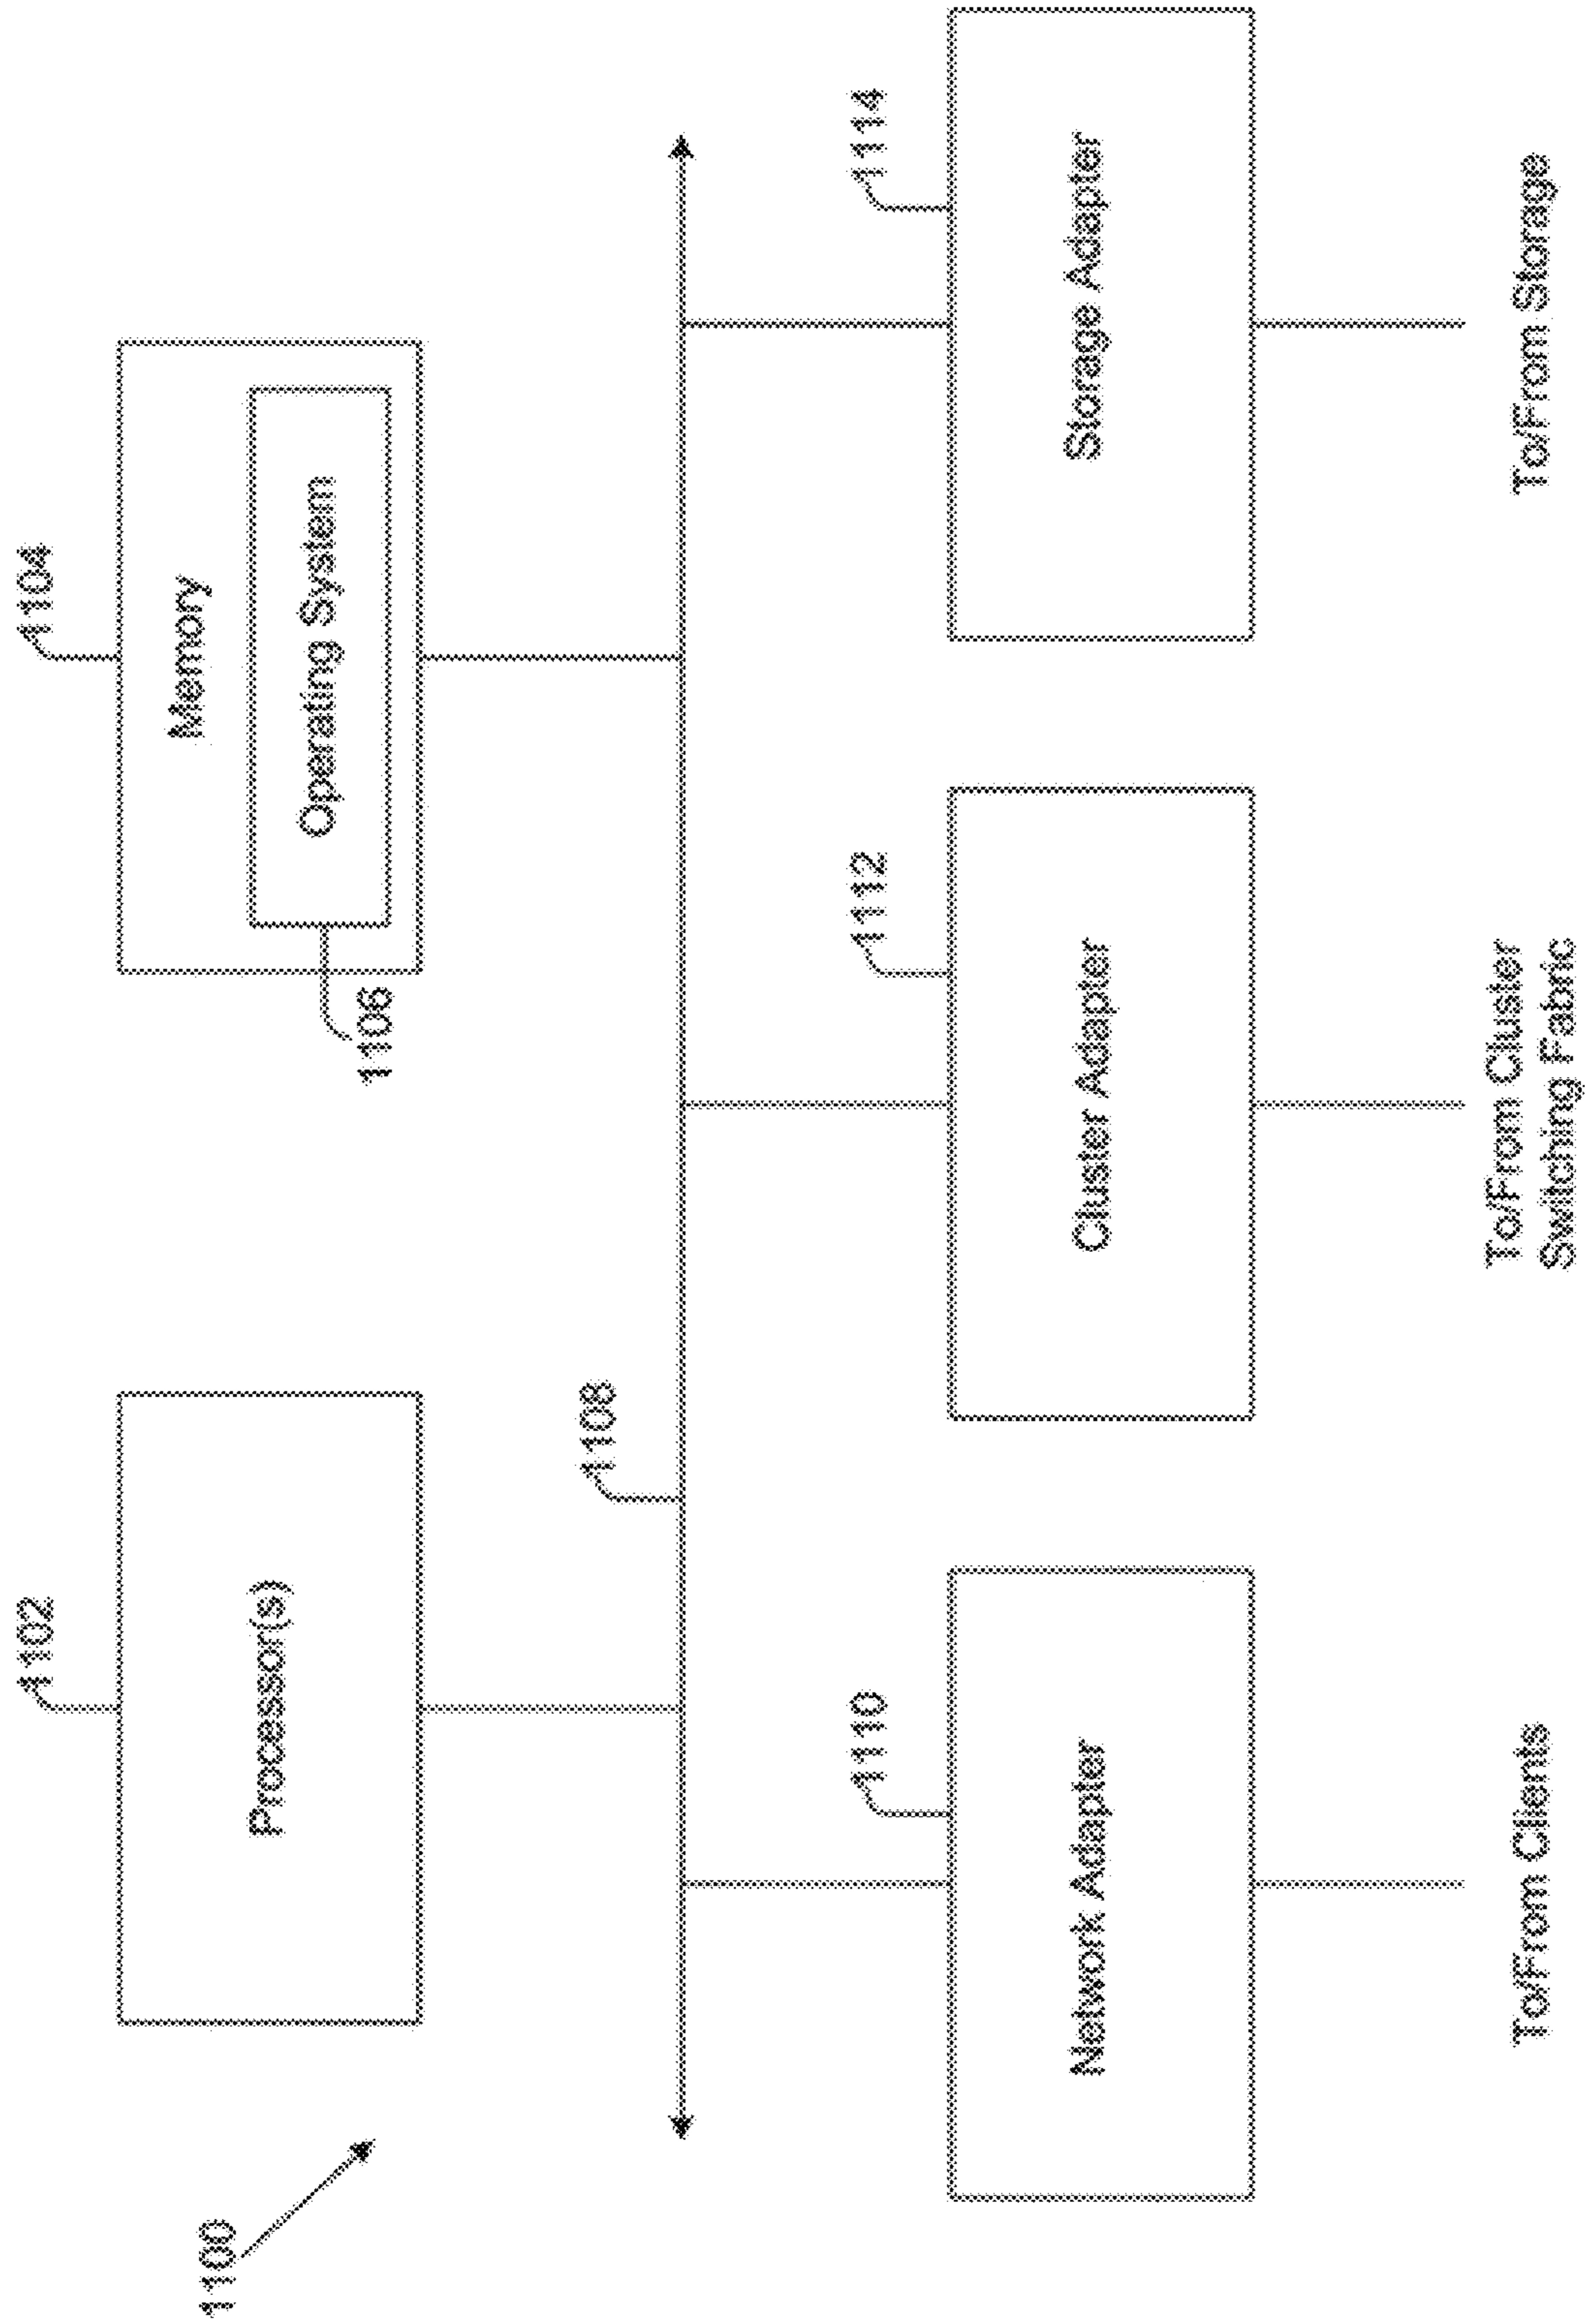 1100
1102
Processor(s)
1104
Memory
Operating System
1106
1108
1110
Network Adapter
1112
Cluster Adapter
1114
Storage Adapter
To/From Clients
To/From Cluster
Switching Fabric
To/From Storage